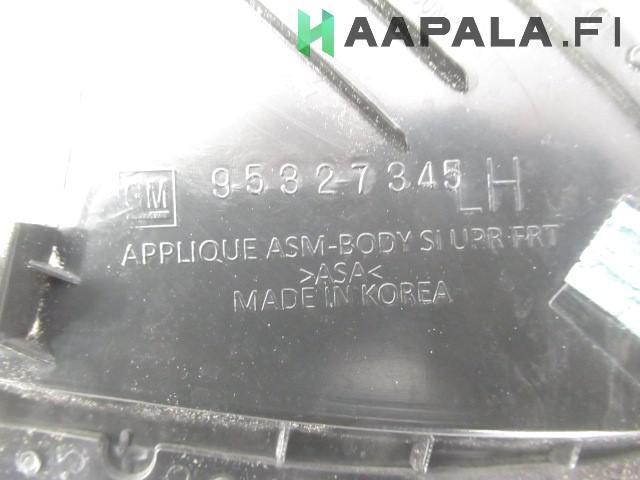 HAAPALA.FI
GM 95327345 LH
APPLIQUE ASM-BODY SI UPR FRT
>ASA<
MADE IN KOREA